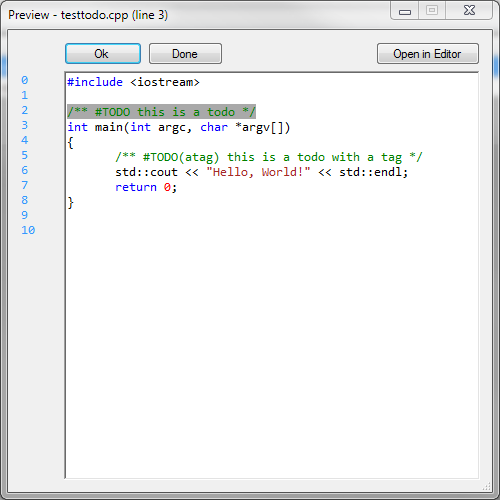 Preview - testtodo.cpp (line 3)
Ok Done Open in Editor
0 #include <iostream>
1
2 /** #TODO this is a todo */
3 int main(int argc, char *argv[])
4 {
5 /** #TODO(atag) this is a todo with a tag */
6 std::cout << "Hello, World!" << std::endl;
7 return 0;
8 }
9
10